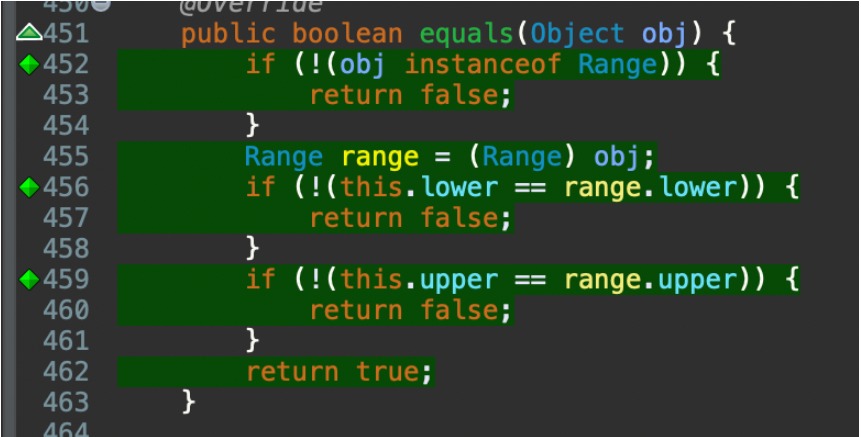 450 @Override
451 public boolean equals(Object obj) {
452 if (!(obj instanceof Range)) {
453 return false;
454 }
455 Range range = (Range) obj;
456 if (!(this.lower == range.lower)) {
457 return false;
458 }
459 if (!(this.upper == range.upper)) {
460 return false;
461 }
462 return true;
463 }
464